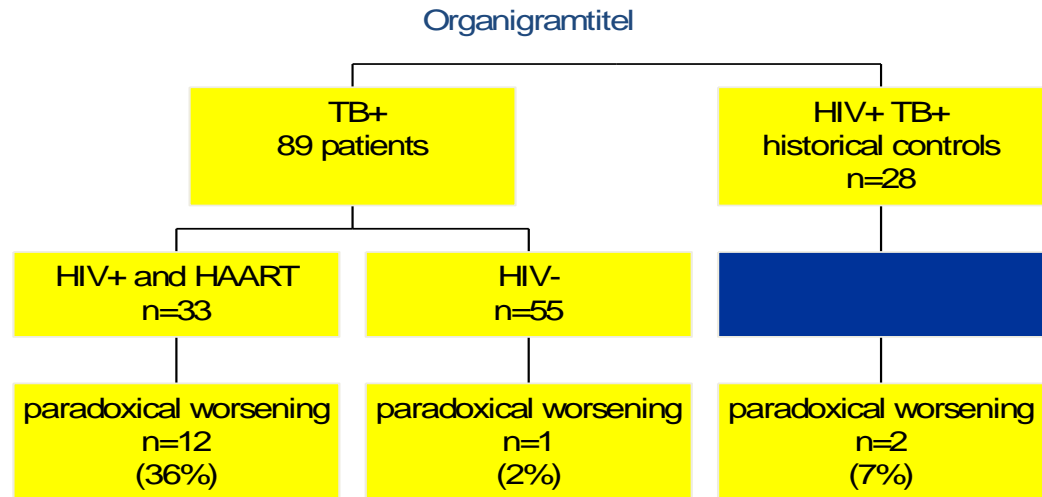 Organigramtitel
TB+
89 patients
HIV+ TB+
historical controls
n=28
HIV+ and HAART
n=33
HIV-
n=55
paradoxical worsening
n=12
(36%)
paradoxical worsening
n=1
(2%)
paradoxical worsening
n=2
(7%)